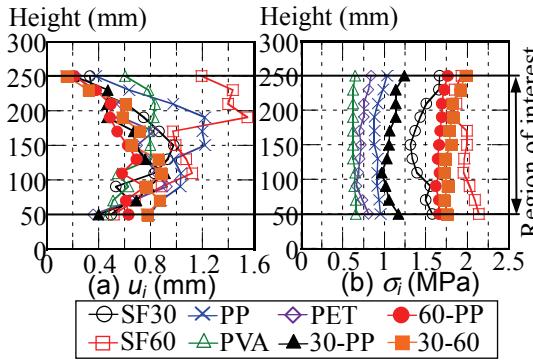 Height (mm) Height (mm)
300 300
250 250
200 200
150 150
100 100
50 50
0 0
0 0.4 0.8 1.2 1.6 0 0.5 1 1.5 2 2.5
Region of interest
(a) uᵢ (mm) (b) σᵢ (MPa)
SF30 PP PET 60-PP
SF60 PVA 30-PP 30-60